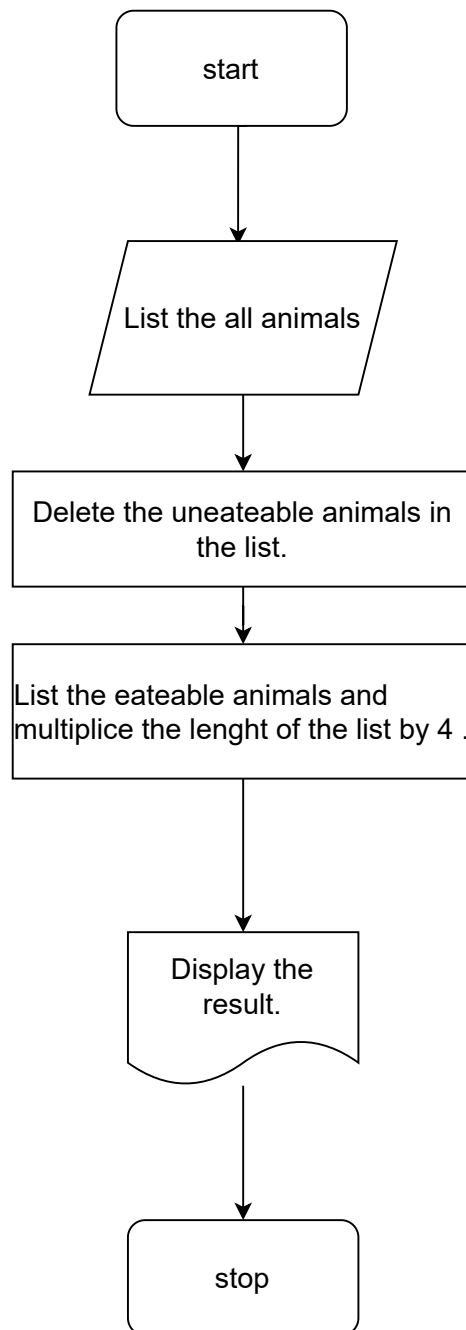 start
List the all animals
Delete the uneateable animals in
the list.
List the eateable animals and
multiplice the lenght of the list by 4 .
Display the
result.
stop